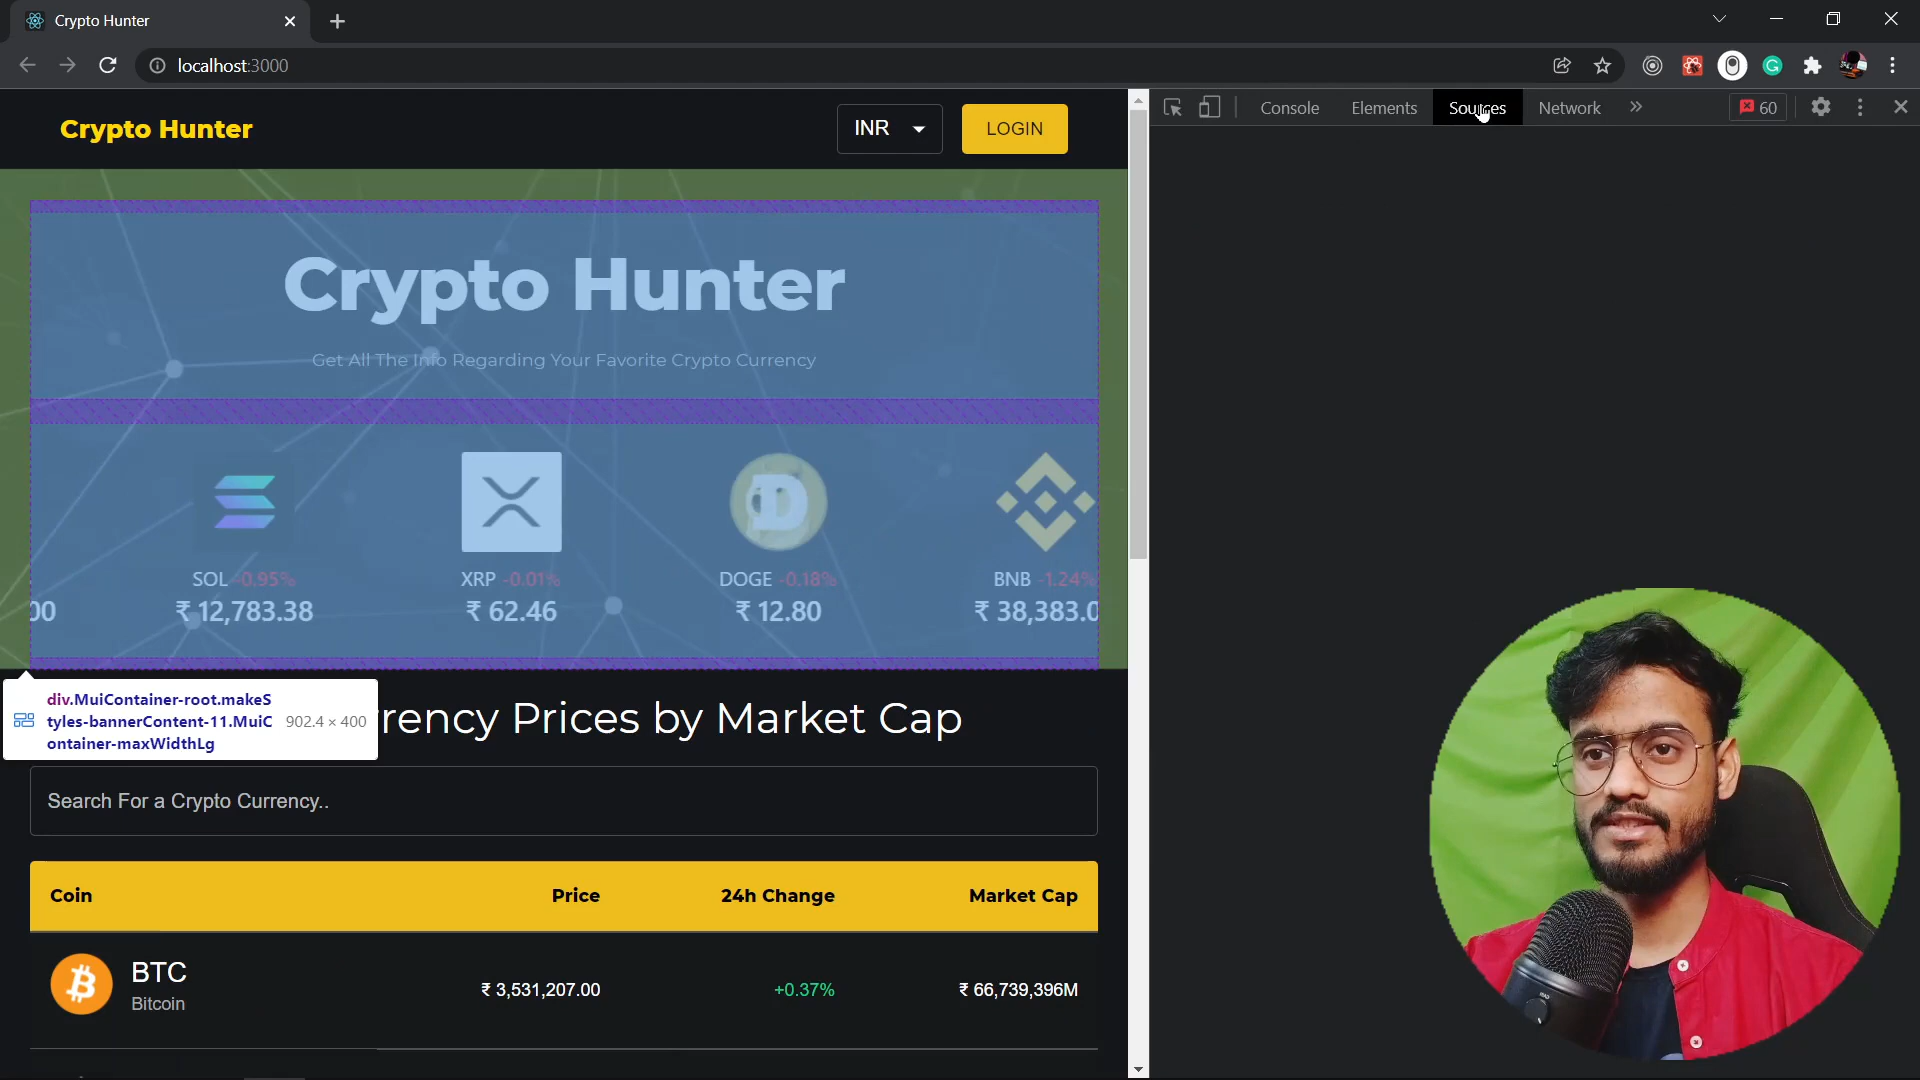 Crypto Hunter
localhost:3000
Console Elements Sources Network
60
Crypto Hunter
INR
LOGIN
Crypto Hunter
Get All The Info Regarding Your Favorite Crypto Currency
00
SOL -0.95%
₹ 12,783.38
XRP -0.01%
₹ 62.46
DOGE -0.18%
₹ 12.80
BNB -1.24%
₹ 38,383.0
div.MuiContainer-root.makeS
tyles-bannerContent-11.MuiC
ontainer-maxWidthLg
902.4 × 400
rency Prices by Market Cap
Search For a Crypto Currency..
Coin Price 24h Change Market Cap
BTC
Bitcoin
₹ 3,531,207.00 +0.37% ₹ 66,739,396M